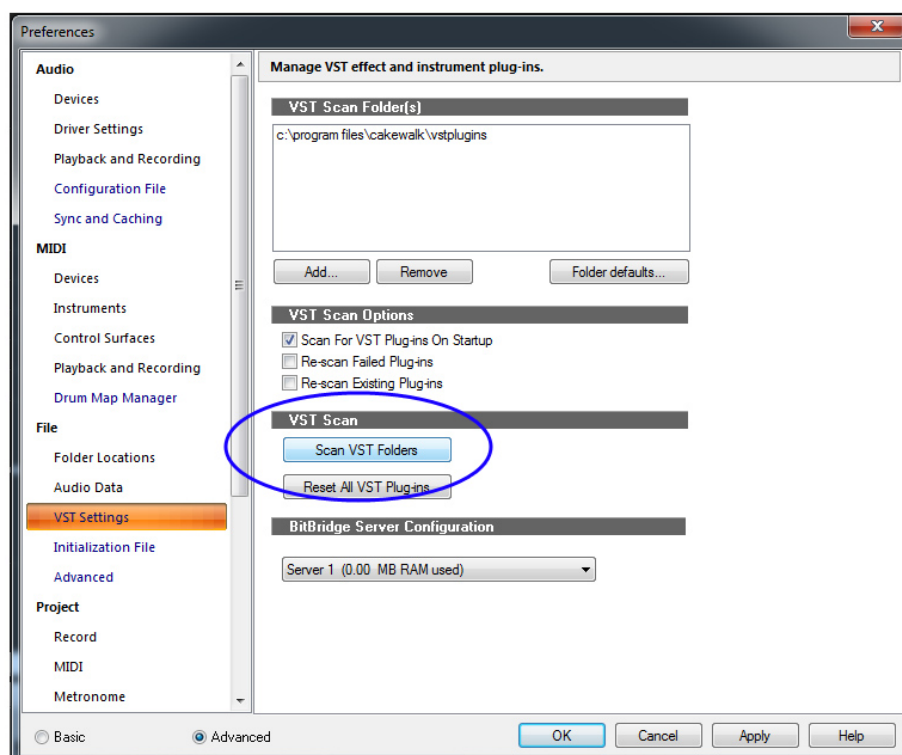 Preferences
Audio
Devices
Driver Settings
Playback and Recording
Configuration File
Sync and Caching
MIDI
Devices
Instruments
Control Surfaces
Playback and Recording
Drum Map Manager
File
Folder Locations
Audio Data
VST Settings
Initialization File
Advanced
Project
Record
MIDI
Metronome
Manage VST effect and instrument plug-ins.
VST Scan Folder(s)
c:\program files\cakewalk\vstplugins
Add... Remove Folder defaults...
VST Scan Options
Scan For VST Plug-ins On Startup
Re-scan Failed Plug-ins
Re-scan Existing Plug-ins
VST Scan
Scan VST Folders
Reset All VST Plug-ins
BitBridge Server Configuration
Server 1 (0.00 MB RAM used)
Basic Advanced OK Cancel Apply Help